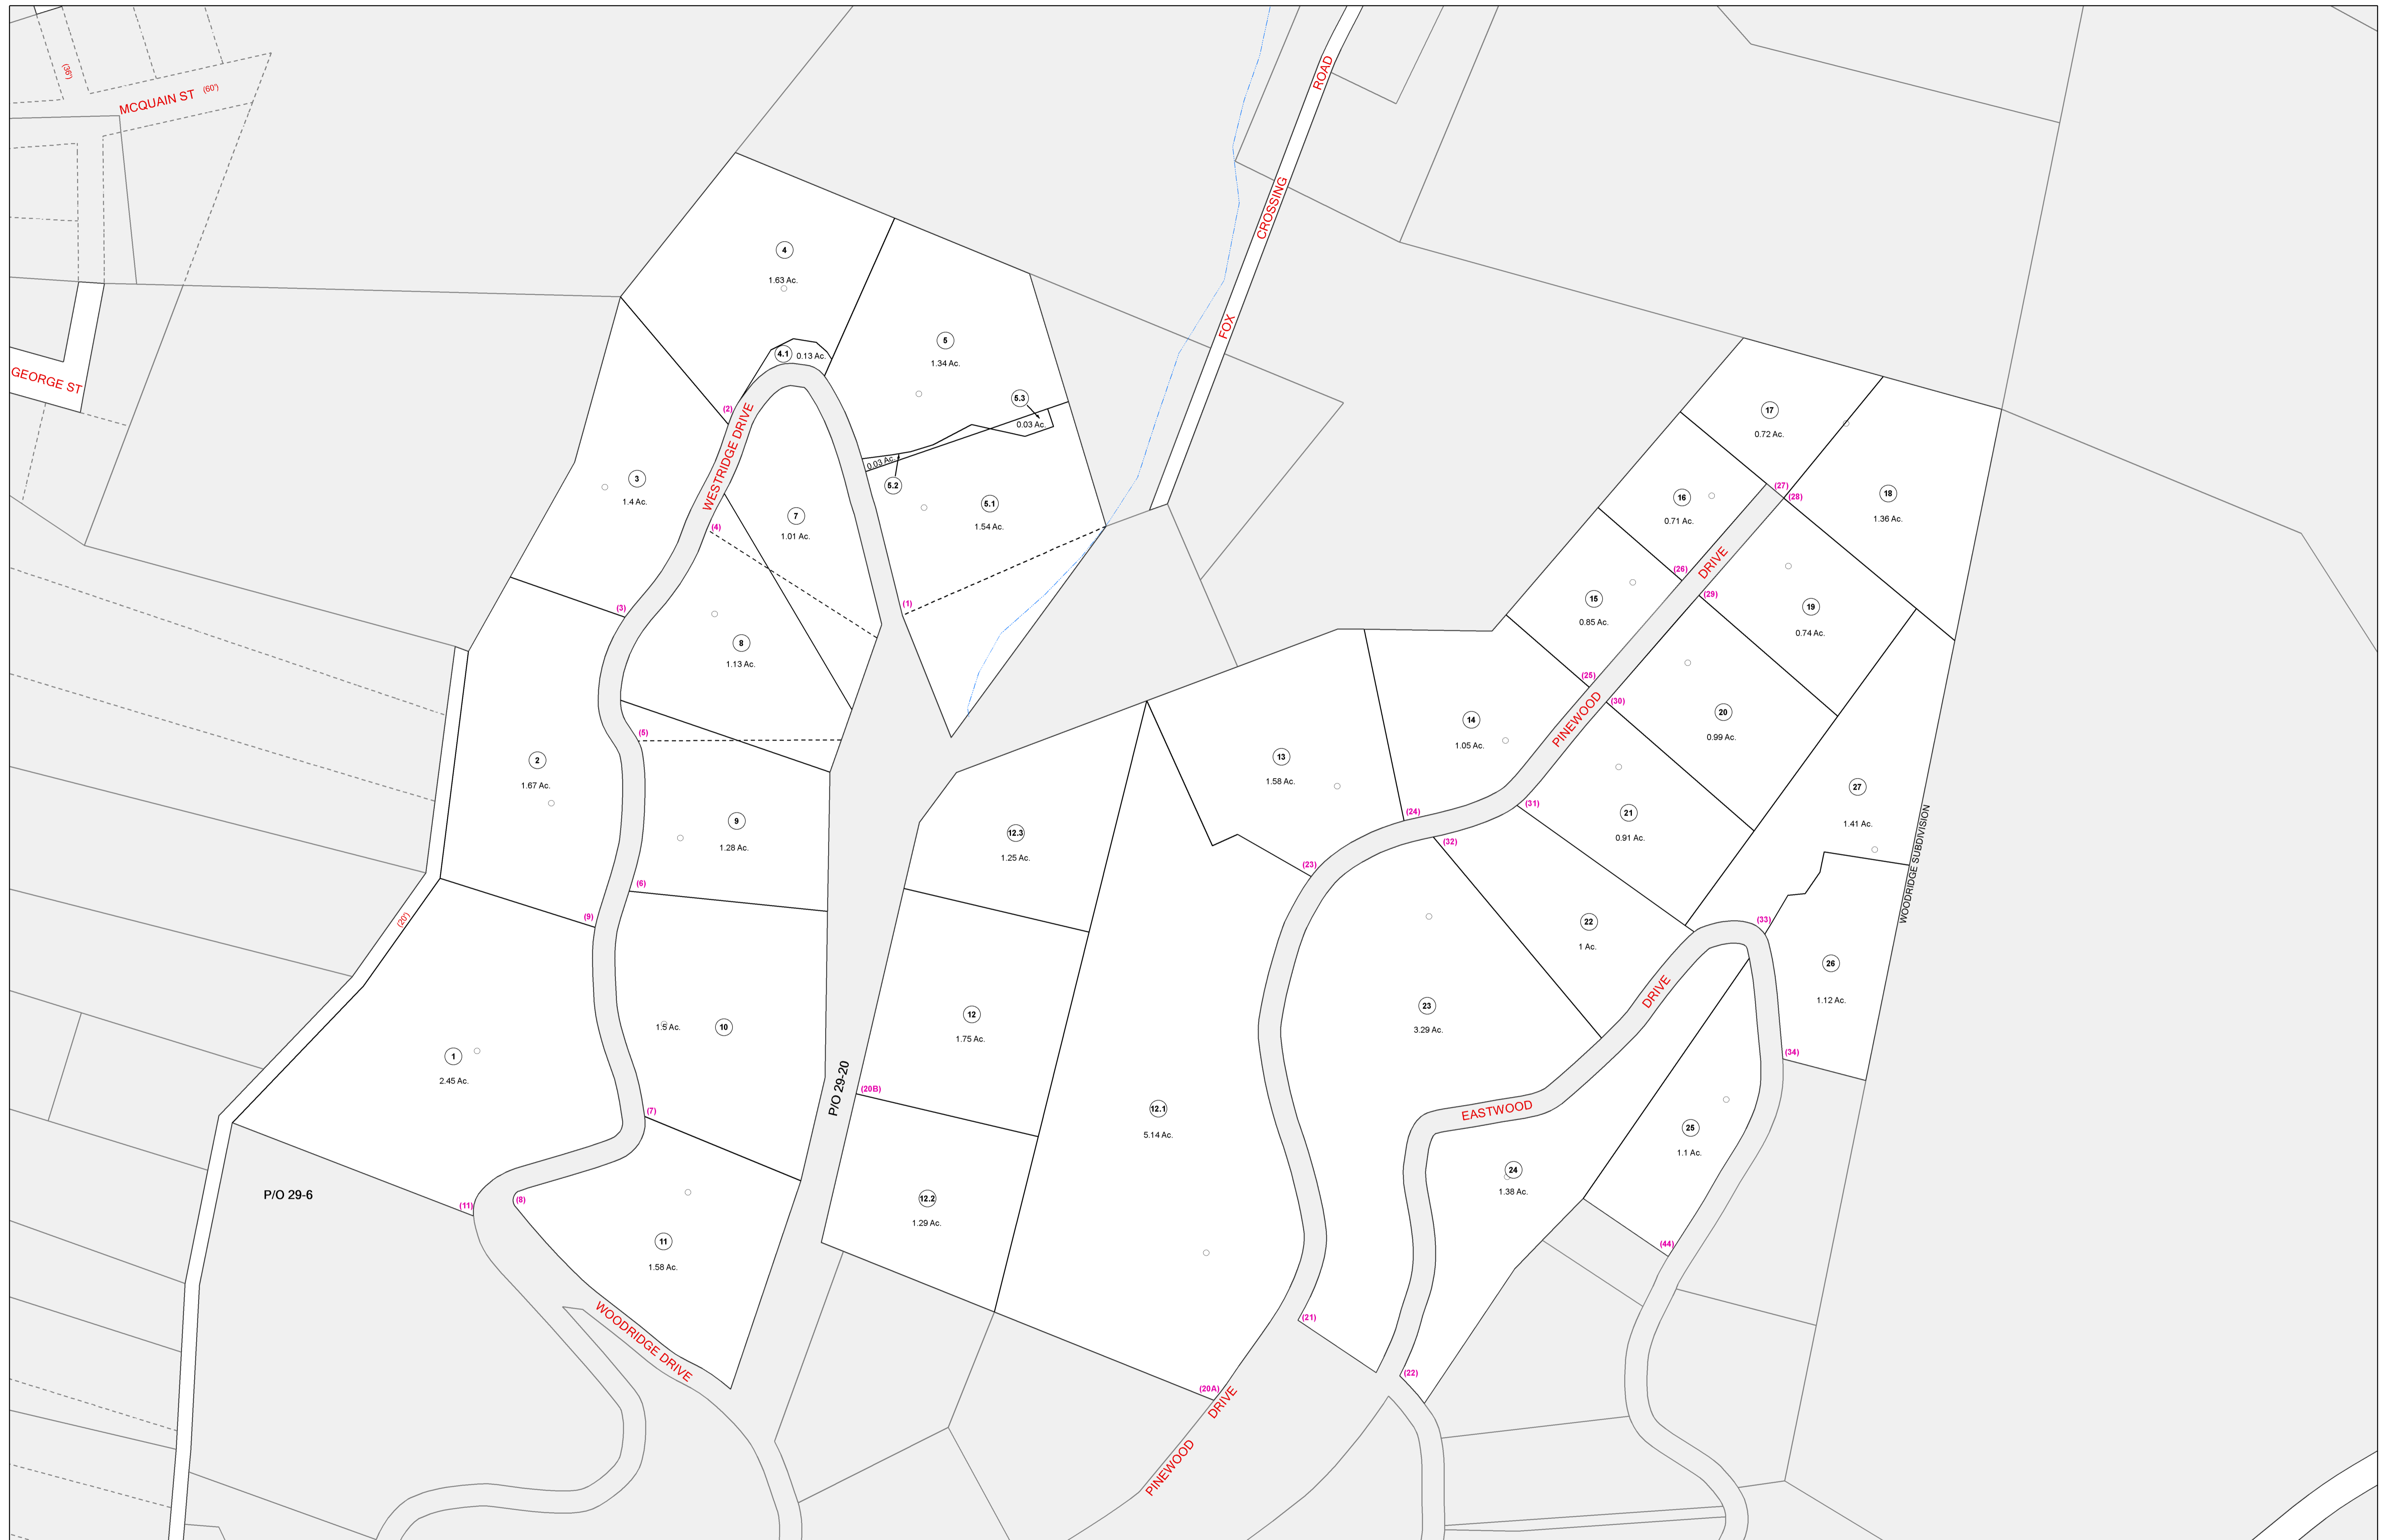 (36')
MCQUAIN ST (60')
GEORGE ST
ROAD
CROSSING
FOX
4
1.63 Ac.
4.1
0.13 Ac.
5
1.34 Ac.
5.3
0.03 Ac.
0.03 Ac.
5.2
5.1
1.54 Ac.
(1)
(2)
WESTRIDGE DRIVE
3
1.4 Ac.
(4)
7
1.01 Ac.
(3)
8
1.13 Ac.
(5)
2
1.67 Ac.
9
1.28 Ac.
(6)
(9)
(20')
1
2.45 Ac.
1.5 Ac.
10
(7)
P/O 29-6
(11)
(8)
11
1.58 Ac.
WOODRIDGE DRIVE
P/O 29-20
12.3
1.25 Ac.
12
1.75 Ac.
(20B)
12.2
1.29 Ac.
12.1
5.14 Ac.
(20A)
PINEWOOD DRIVE
13
1.58 Ac.
(23)
14
1.05 Ac.
(24)
17
0.72 Ac.
(27)
(28)
18
1.36 Ac.
16
0.71 Ac.
(26)
DRIVE
PINEWOOD
(29)
15
0.85 Ac.
(25)
(30)
19
0.74 Ac.
20
0.99 Ac.
(31)
(32)
21
0.91 Ac.
27
1.41 Ac.
WOODRIDGE SUBDIVISION
22
1 Ac.
(33)
26
1.12 Ac.
(34)
23
3.29 Ac.
DRIVE
EASTWOOD
24
1.38 Ac.
25
1.1 Ac.
(44)
(21)
(22)